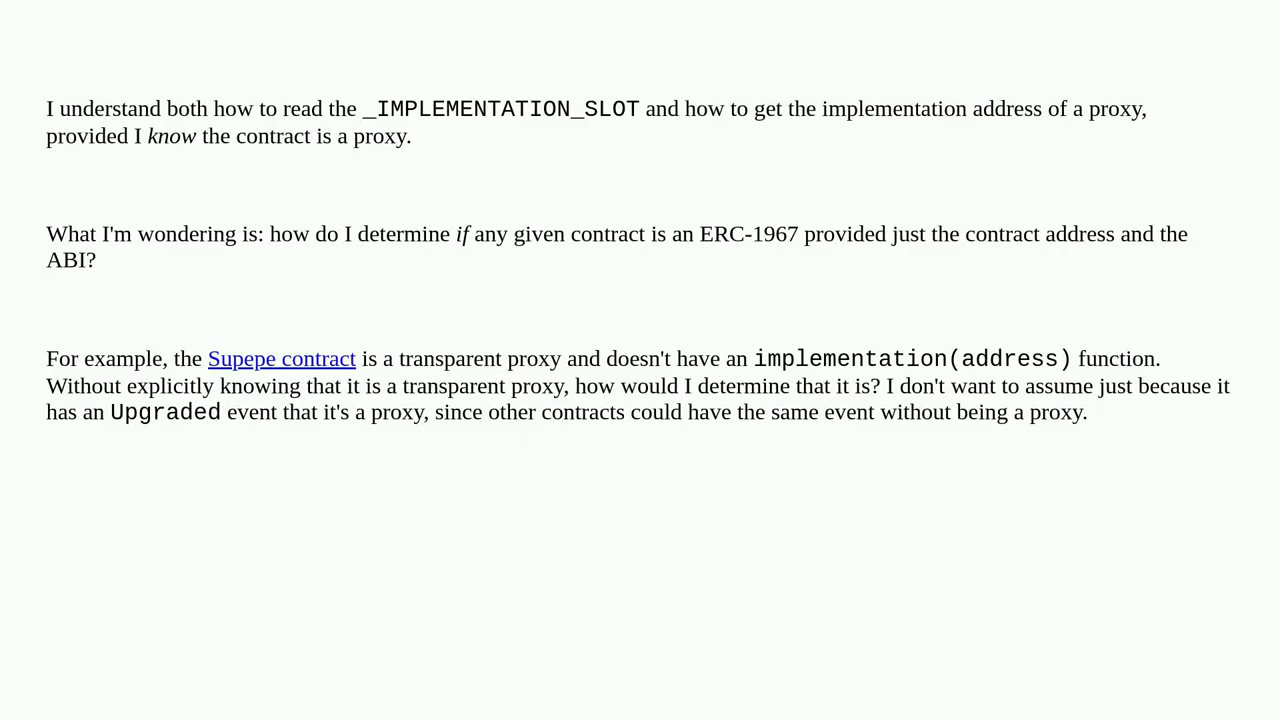 I understand both how to read the _IMPLEMENTATION_SLOT and how to get the implementation address of a proxy,
provided I know the contract is a proxy.
What I'm wondering is: how do I determine if any given contract is an ERC-1967 provided just the contract address and the
ABI?
For example, the Supepe contract is a transparent proxy and doesn't have an implementation(address) function.
Without explicitly knowing that it is a transparent proxy, how would I determine that it is? I don't want to assume just because it
has an Upgraded event that it's a proxy, since other contracts could have the same event without being a proxy.